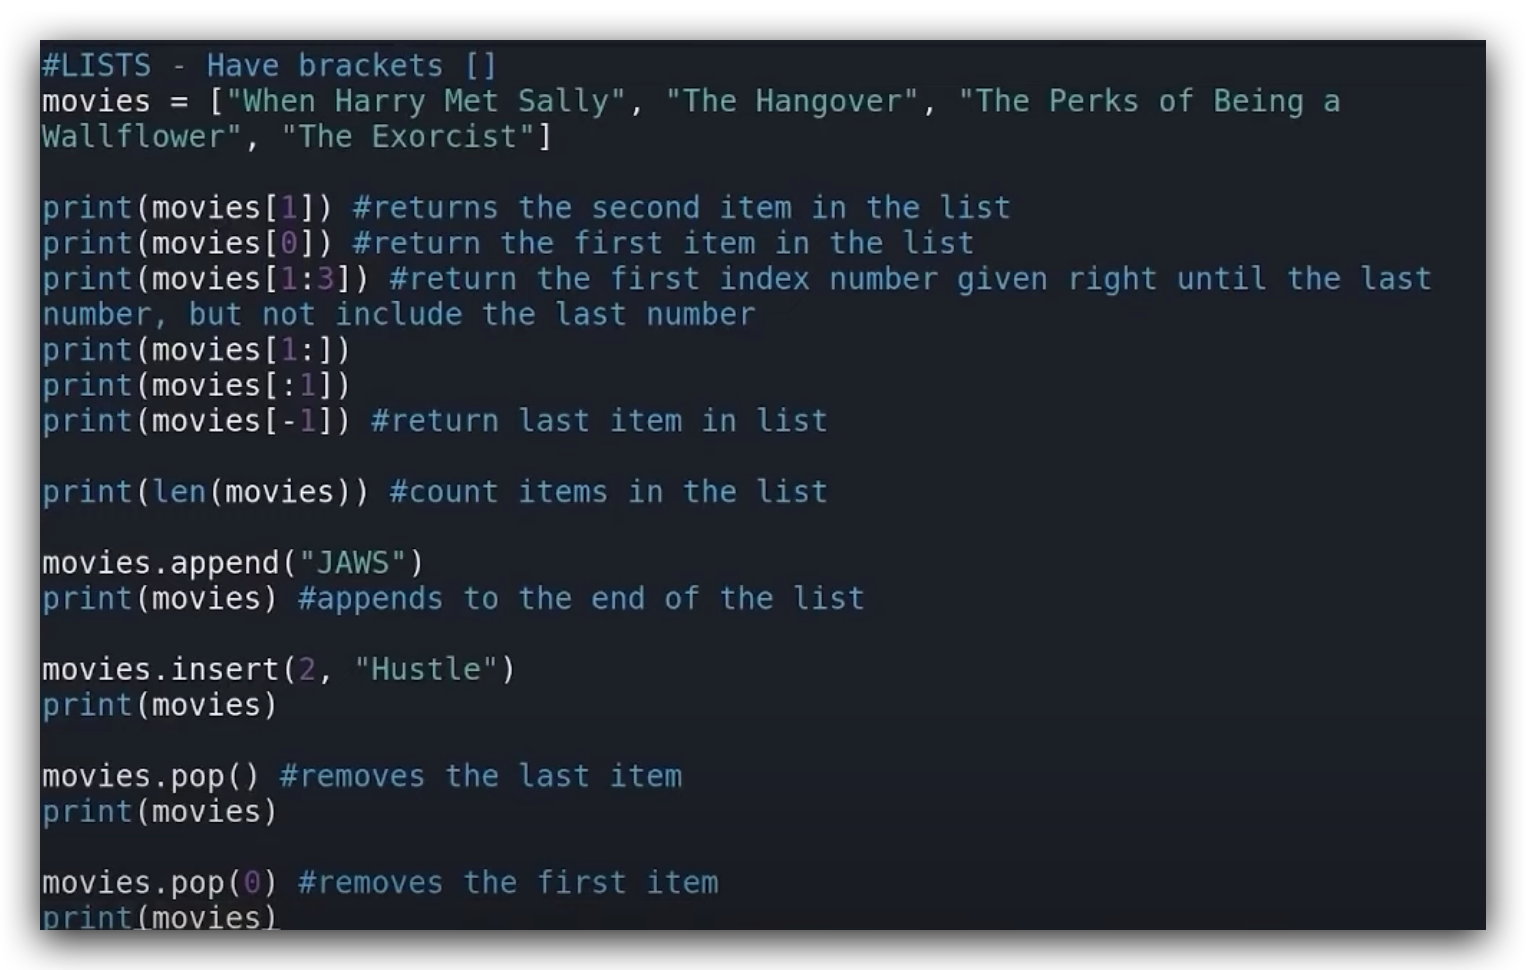 #LISTS - Have brackets []
movies = ["When Harry Met Sally", "The Hangover", "The Perks of Being a
Wallflower", "The Exorcist"]
print(movies[1]) #returns the second item in the list
print(movies[0]) #return the first item in the list
print(movies[1:3]) #return the first index number given right until the last
number, but not include the last number
print(movies[1:])
print(movies[:1])
print(movies[-1]) #return last item in list
print(len(movies)) #count items in the list
movies.append("JAWS")
print(movies) #appends to the end of the list
movies.insert(2, "Hustle")
print(movies)
movies.pop() #removes the last item
print(movies)
movies.pop(0) #removes the first item
print(movies)